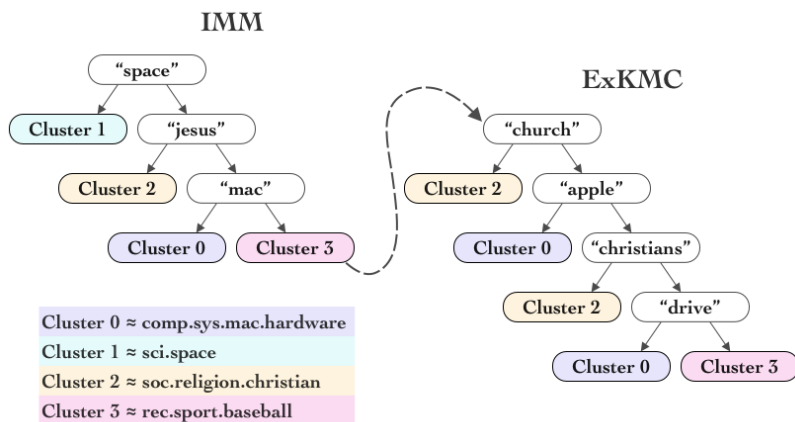 IMM
“space”
Cluster 1
“jesus”
Cluster 2
“mac”
Cluster 0
Cluster 3
ExKMC
“church”
Cluster 2
“apple”
Cluster 0
“christians”
Cluster 2
“drive”
Cluster 0
Cluster 3
Cluster 0 ≈ comp.sys.mac.hardware
Cluster 1 ≈ sci.space
Cluster 2 ≈ soc.religion.christian
Cluster 3 ≈ rec.sport.baseball